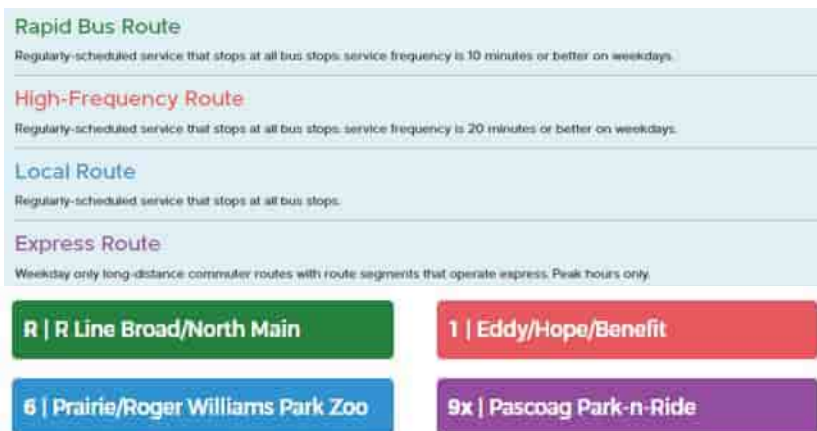 Rapid Bus Route
Regularly-scheduled service that stops at all bus stops. service frequency is 10 minutes or better on weekdays.
High-Frequency Route
Regularly-scheduled service that stops at all bus stops. service frequency is 20 minutes or better on weekdays.
Local Route
Regularly-scheduled service that stops at all bus stops.
Express Route
Weekday only long-distance commuter routes with route segments that operate express. Peak hours only.
R | R Line Broad/North Main
1 | Eddy/Hope/Benefit
6 | Prairie/Roger Williams Park Zoo
9x | Pascoag Park-n-Ride